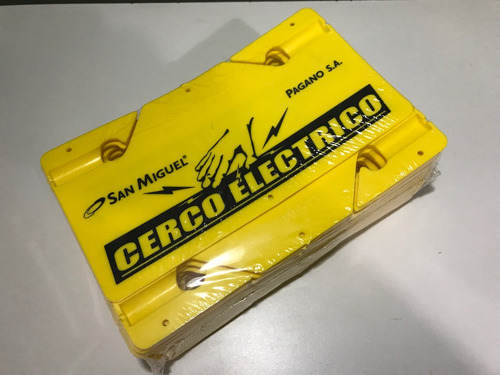 SAN MIGUEL
PAGANO S.A.
CERCO ELECTRICO